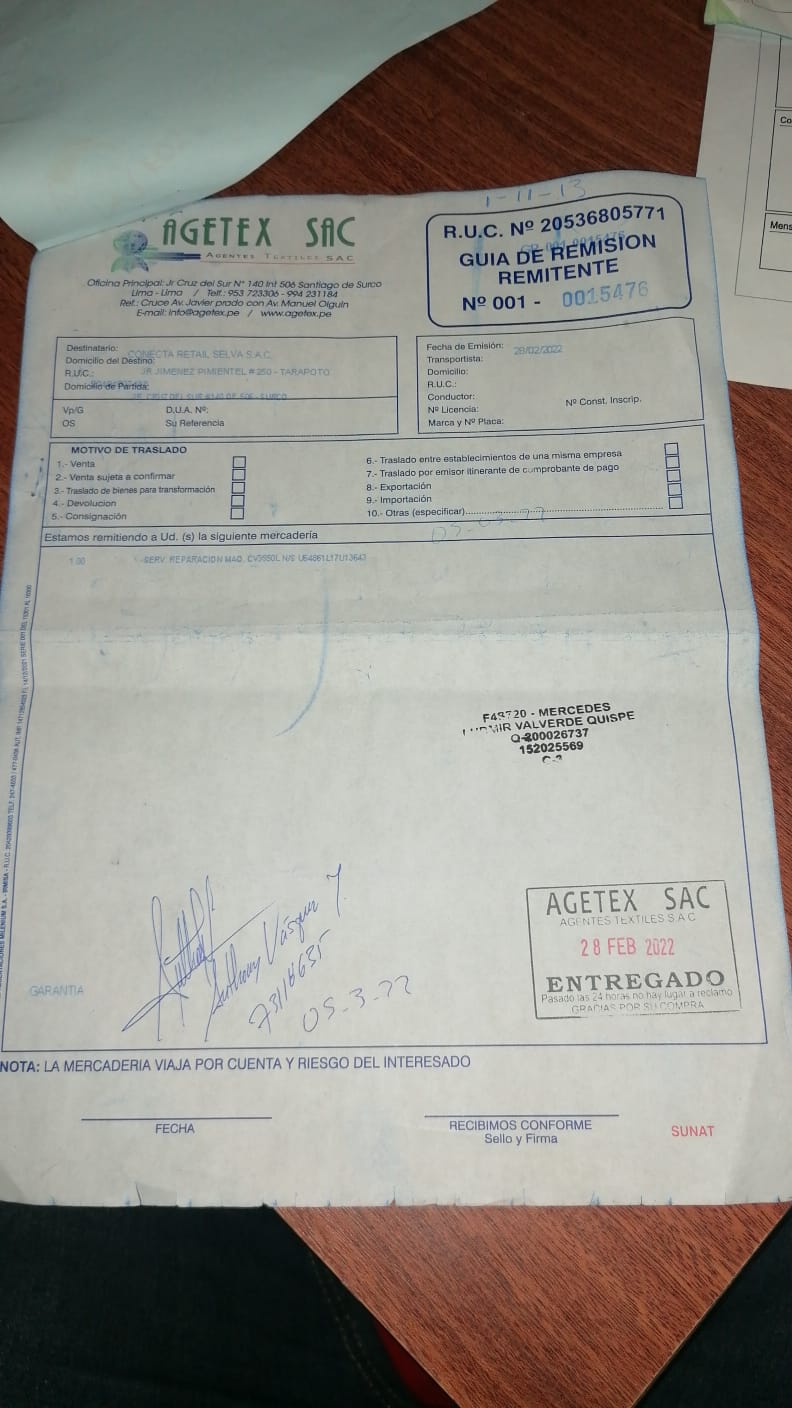 1-11-13
AGETEX SAC
AGENTES TEXTILES SAC
Oficina Principal: Jr Cruz del Sur N° 140 Int 506 Santiago de Surco
Lima - Lima / Telf.: 953 723306 - 994 231184
Ref.: Cruce Av. Javier prado con Av. Manuel Olguin
E-mail: info@agetex.pe / www.agetex.pe
R.U.C. Nº 20536805771
GUIA DE REMISION
REMITENTE
Nº 001 - 0015476
Destinatario: CONECTA RETAIL SELVA S.A.C.
Domicilio del Destino:
R.U.C.: JR JIMENEZ PIMIENTEL # 250 - TARAPOTO
Domicilio de Partida:
Vp/G D.U.A. Nº:
OS Su Referencia
Fecha de Emisión: 28/02/2022
Transportista:
Domicilio:
R.U.C.:
Conductor: Nº Const. Inscrip.
Nº Licencia:
Marca y Nº Placa:
MOTIVO DE TRASLADO
1.- Venta
2.- Venta sujeta a confirmar
3.- Traslado de bienes para transformación
4.- Devolucion
5.- Consignación
6.- Traslado entre establecimientos de una misma empresa
7.- Traslado por emisor itinerante de comprobante de pago
8.- Exportación
9.- Importación
10.- Otras (especificar)
Estamos remitiendo a Ud. (s) la siguiente mercadería
1.00 SERV. REPARACION MAQ.
F43720 - MERCEDES
VALVERDE QUISPE
Q-200026737
152025569
Anthony Vásquez
05-3-22
GARANTIA
AGETEX SAC
AGENTES TEXTILES S.A.C
28 FEB 2022
ENTREGADO
Pasado las 24 horas no hay lugar a reclamo
GRACIAS POR SU COMPRA
NOTA: LA MERCADERIA VIAJA POR CUENTA Y RIESGO DEL INTERESADO
FECHA
RECIBIMOS CONFORME
Sello y Firma
SUNAT